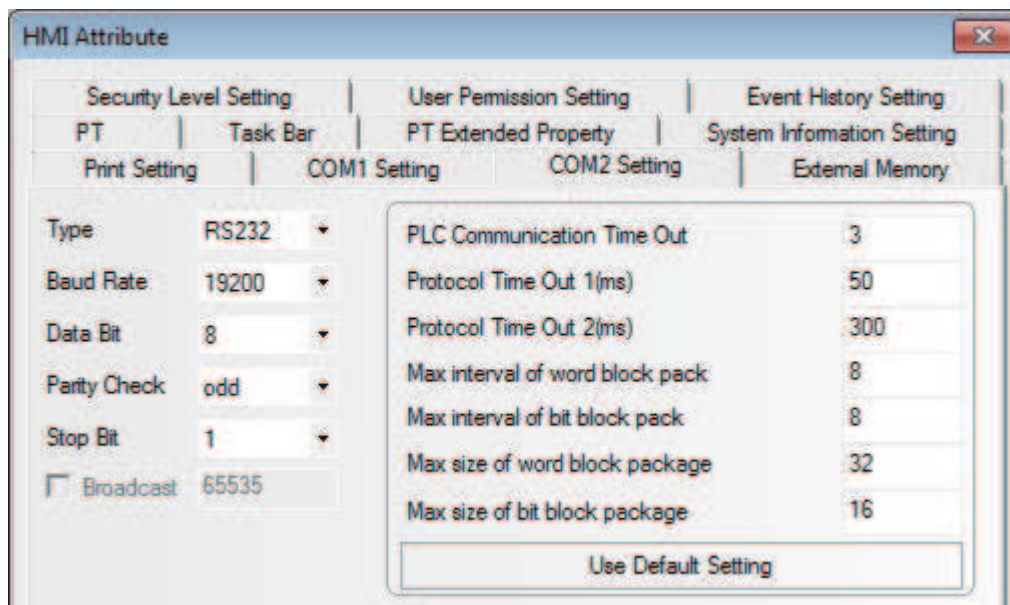 HMI Attribute
Security Level Setting User Permission Setting Event History Setting
PT Task Bar PT Extended Property System Information Setting
Print Setting COM1 Setting COM2 Setting External Memory
Type RS232
Baud Rate 19200
Data Bit 8
Parity Check odd
Stop Bit 1
Broadcast 65535
PLC Communication Time Out 3
Protocol Time Out 1(ms) 50
Protocol Time Out 2(ms) 300
Max interval of word block pack 8
Max interval of bit block pack 8
Max size of word block package 32
Max size of bit block package 16
Use Default Setting